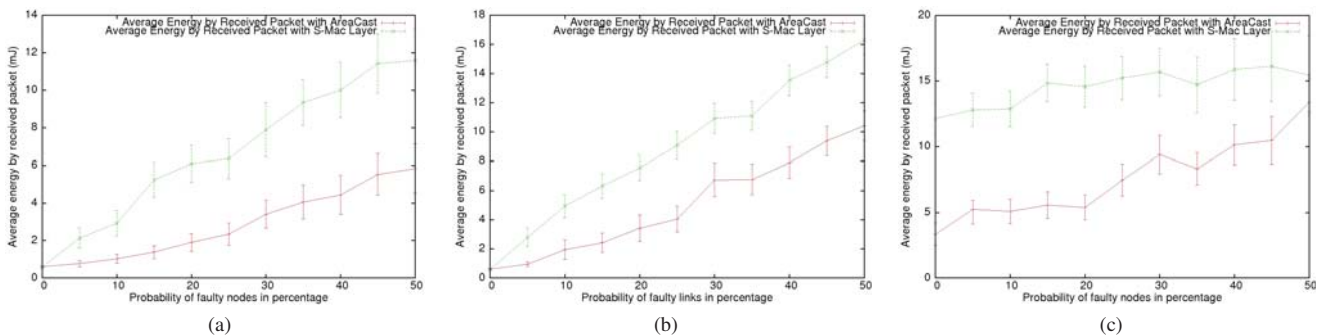 Average Energy by Received Packet with AreaCast
Average Energy by Received Packet with S-Mac Layer
Average energy by received packet (mJ)
14
12
10
8
6
4
2
0
0 10 20 30 40 50
Probability of faulty nodes in percentage
(a)
Average Energy by Received Packet with AreaCast
Average Energy by Received Packet with S-Mac Layer
Average energy by received packet (mJ)
18
16
14
12
10
8
6
4
2
0
0 10 20 30 40 50
Probability of faulty links in percentage
(b)
Average Energy by Received Packet with AreaCast
Average Energy by Received Packet with S-Mac Layer
Average energy by received packet (mJ)
20
15
10
5
0
0 10 20 30 40 50
Probability of faulty nodes in percentage
(c)